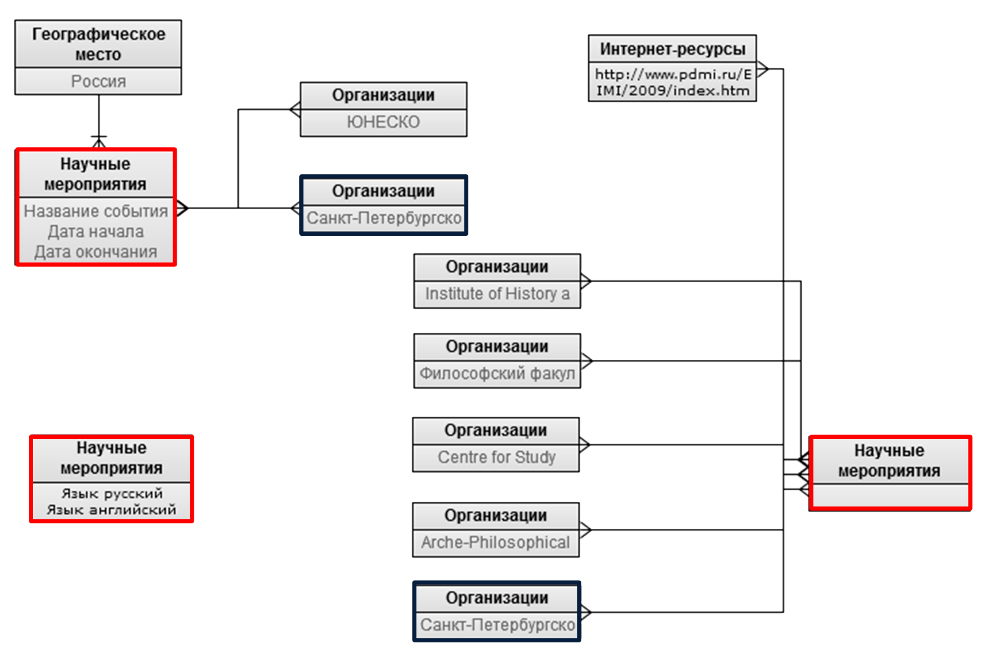 Географическое
место
Россия
Научные
мероприятия
Название события
Дата начала
Дата окончания
Организации
ЮНЕСКО
Организации
Санкт-Петербургско
Интернет-ресурсы
http://www.pdmi.ru/E
IMI/2009/index.htm
Организации
Institute of History a
Организации
Философский факул
Организации
Centre for Study
Организации
Arche-Philosophical
Организации
Санкт-Петербургско
Научные
мероприятия
Язык русский
Язык английский
Научные
мероприятия